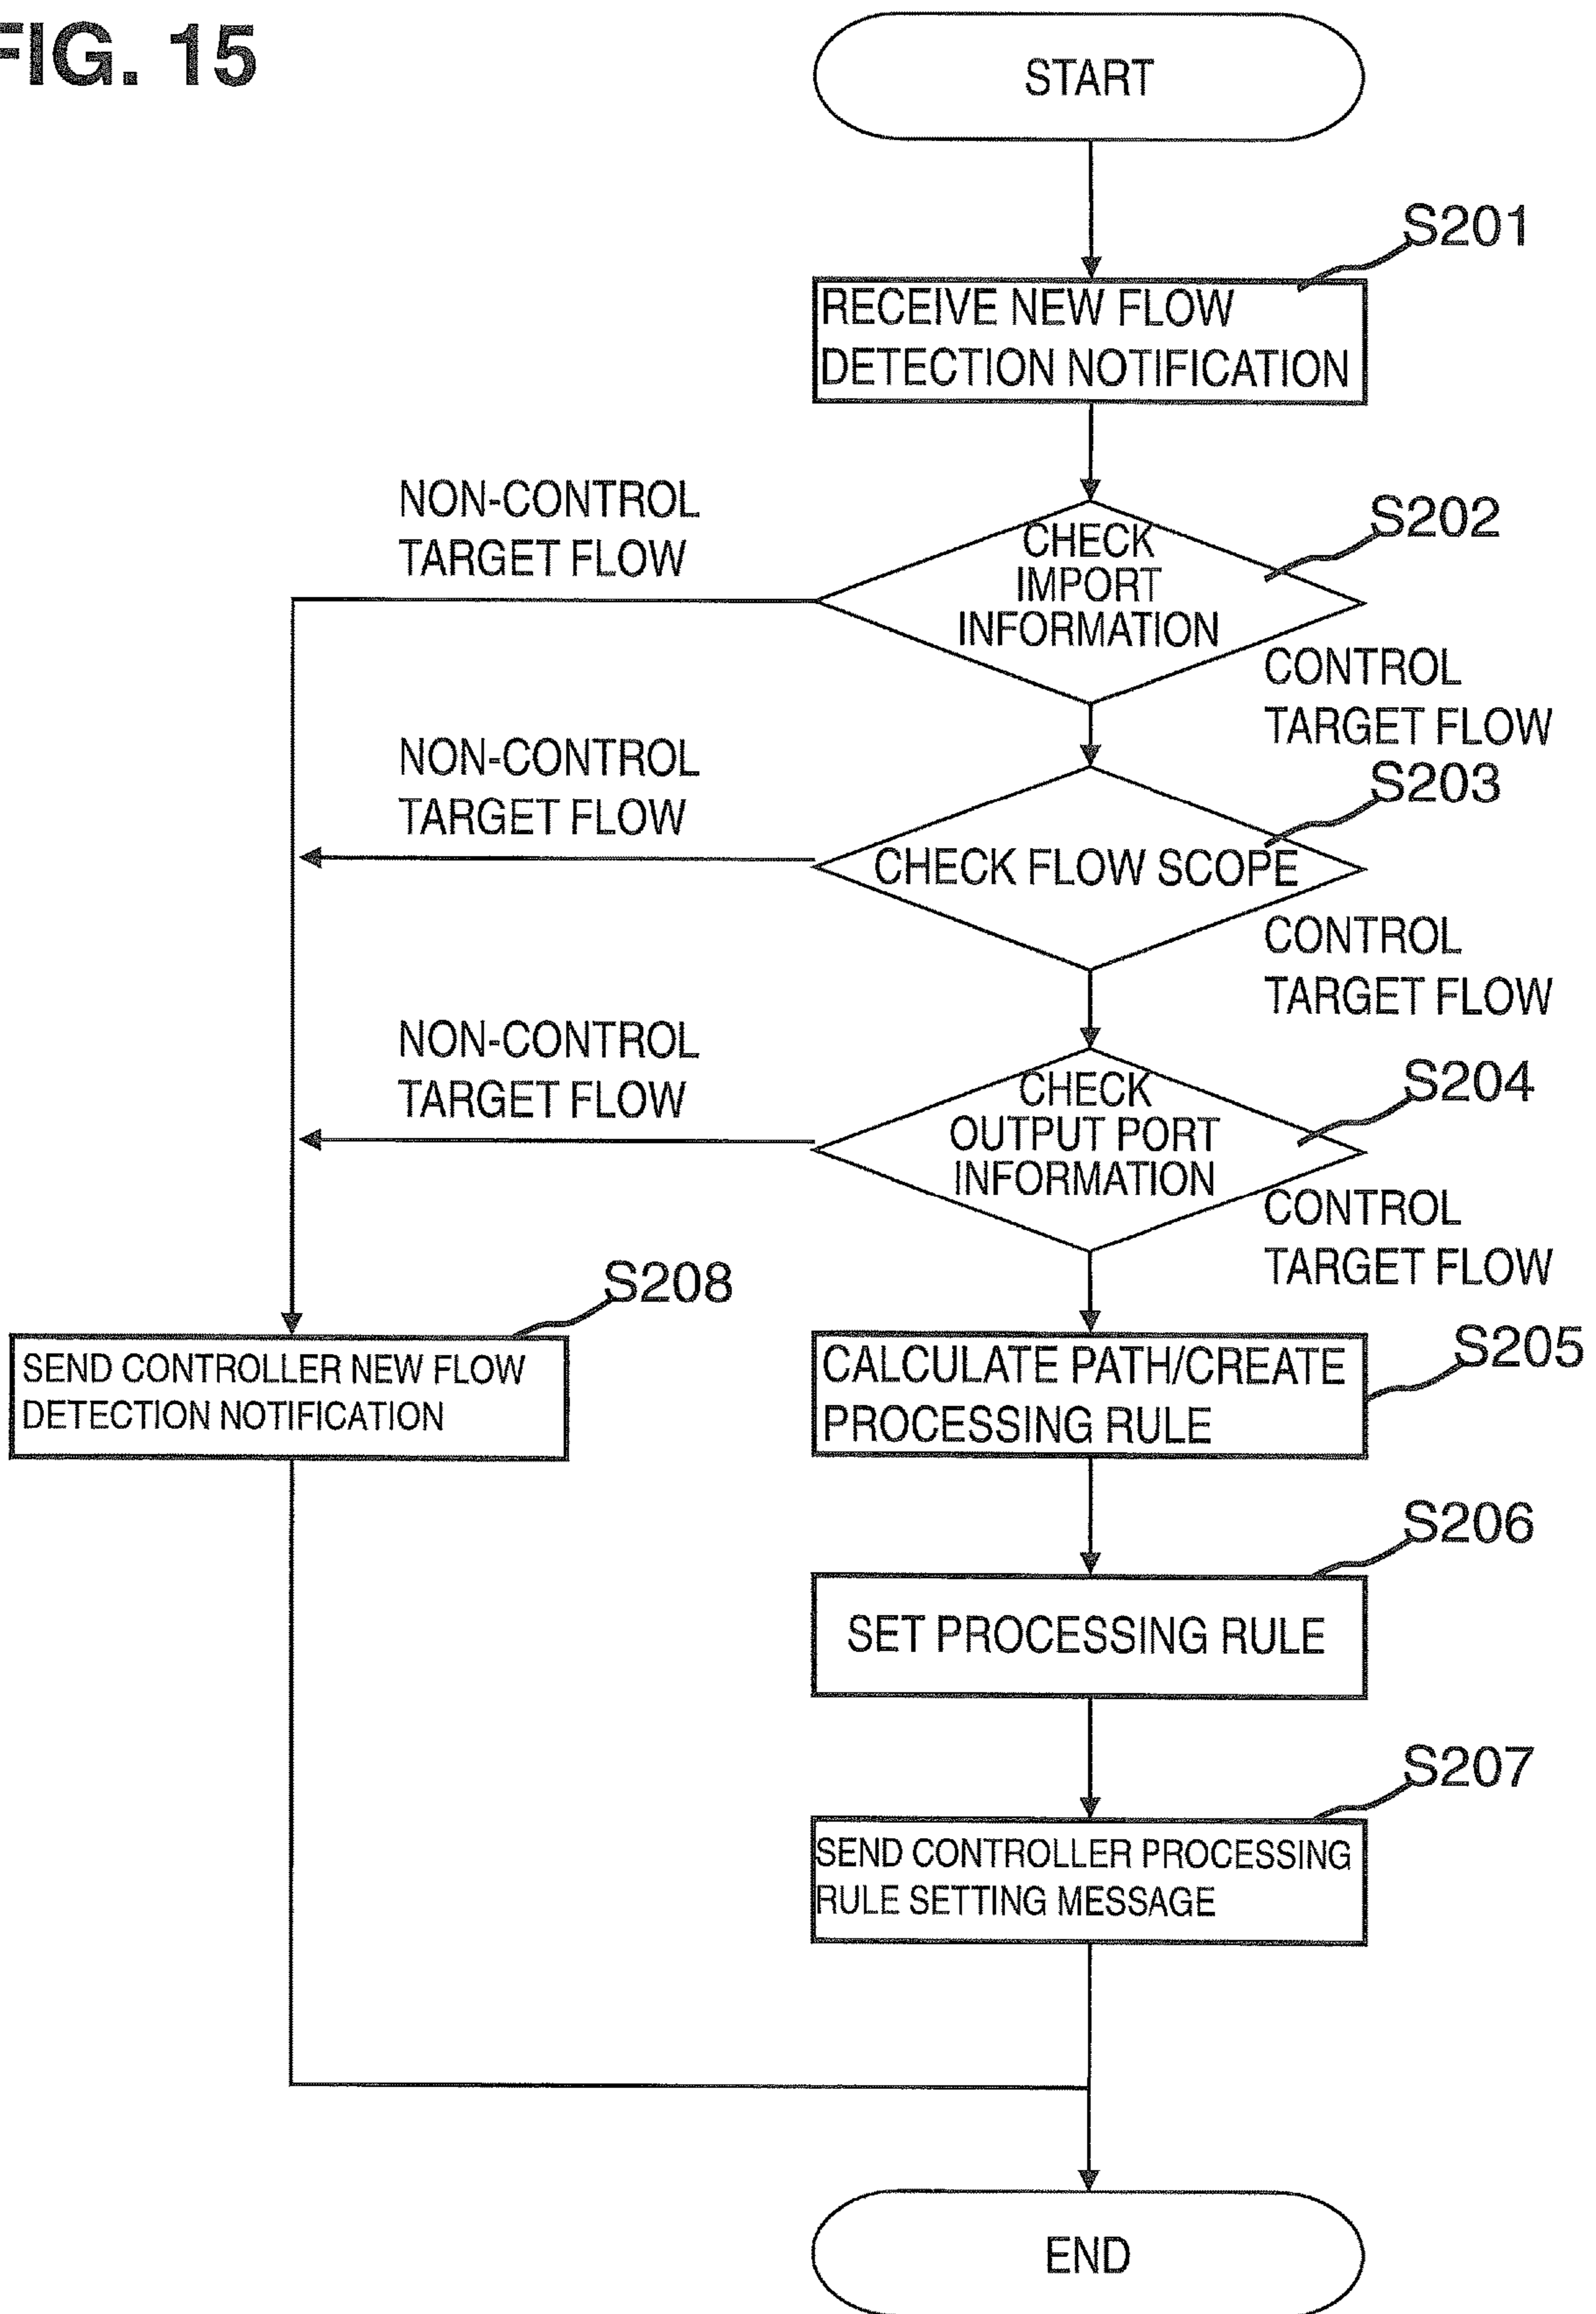 FIG. 15
START
S201
RECEIVE NEW FLOW
DETECTION NOTIFICATION
NON-CONTROL
TARGET FLOW
S202
CHECK
IMPORT
INFORMATION
CONTROL
TARGET FLOW
NON-CONTROL
TARGET FLOW
S203
CHECK FLOW SCOPE
CONTROL
TARGET FLOW
NON-CONTROL
TARGET FLOW
S204
CHECK
OUTPUT PORT
INFORMATION
CONTROL
TARGET FLOW
S208
SEND CONTROLLER NEW FLOW
DETECTION NOTIFICATION
S205
CALCULATE PATH/CREATE
PROCESSING RULE
S206
SET PROCESSING RULE
S207
SEND CONTROLLER PROCESSING
RULE SETTING MESSAGE
END